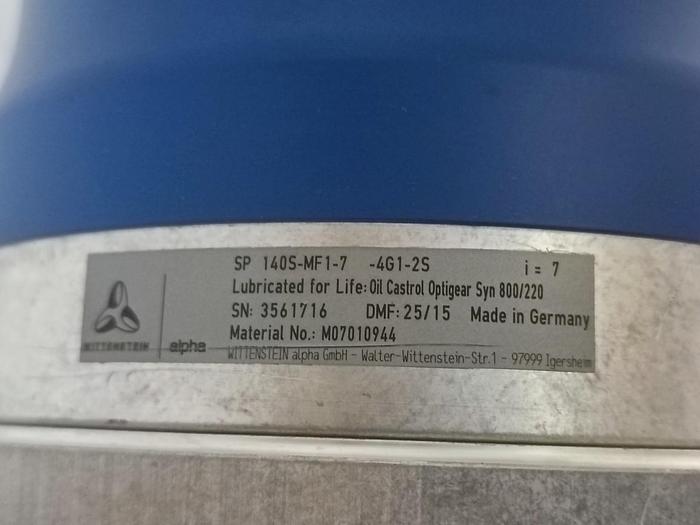 SP 140S-MF1-7 -4G1-2S i = 7
Lubricated for Life: Oil Castrol Optigear Syn 800/220
SN: 3561716 DMF: 25/15 Made in Germany
Material No.: M07010944
WITTENSTEIN alpha
WITTENSTEIN alpha GmbH - Walter-Wittenstein-Str.1 - 97999 Igersheim